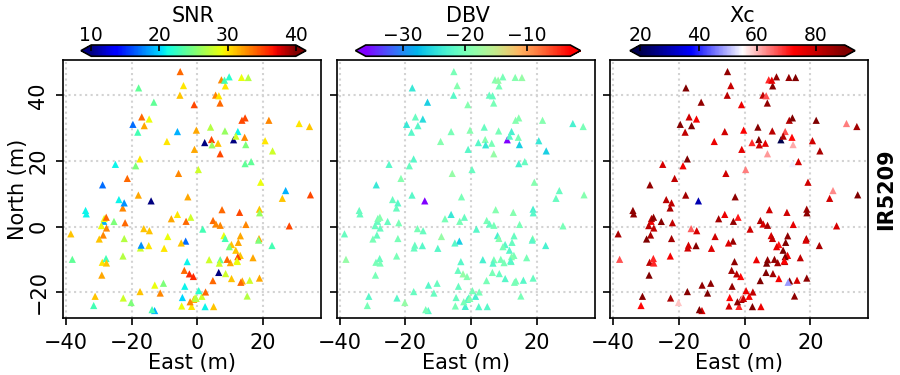 SNR
DBV
Xc
10 20 30 40
−30 −20 −10
20 40 60 80
40
20
0
−20
North (m)
−40 −20 0 20
−40 −20 0 20
−40 −20 0 20
East (m)
East (m)
East (m)
IR5209